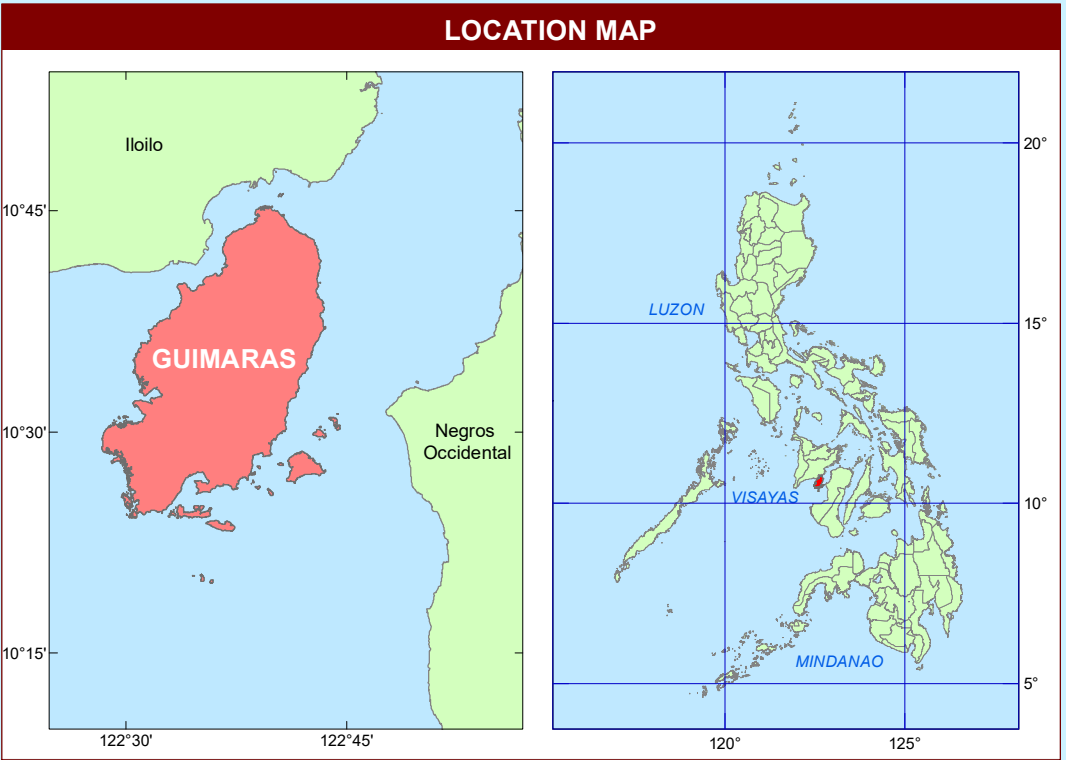 LOCATION MAP
Iloilo
10°45'
GUIMARAS
10°30'
Negros
Occidental
10°15'
122°30'
122°45'
20°
LUZON
15°
VISAYAS
10°
MINDANAO
5°
120°
125°